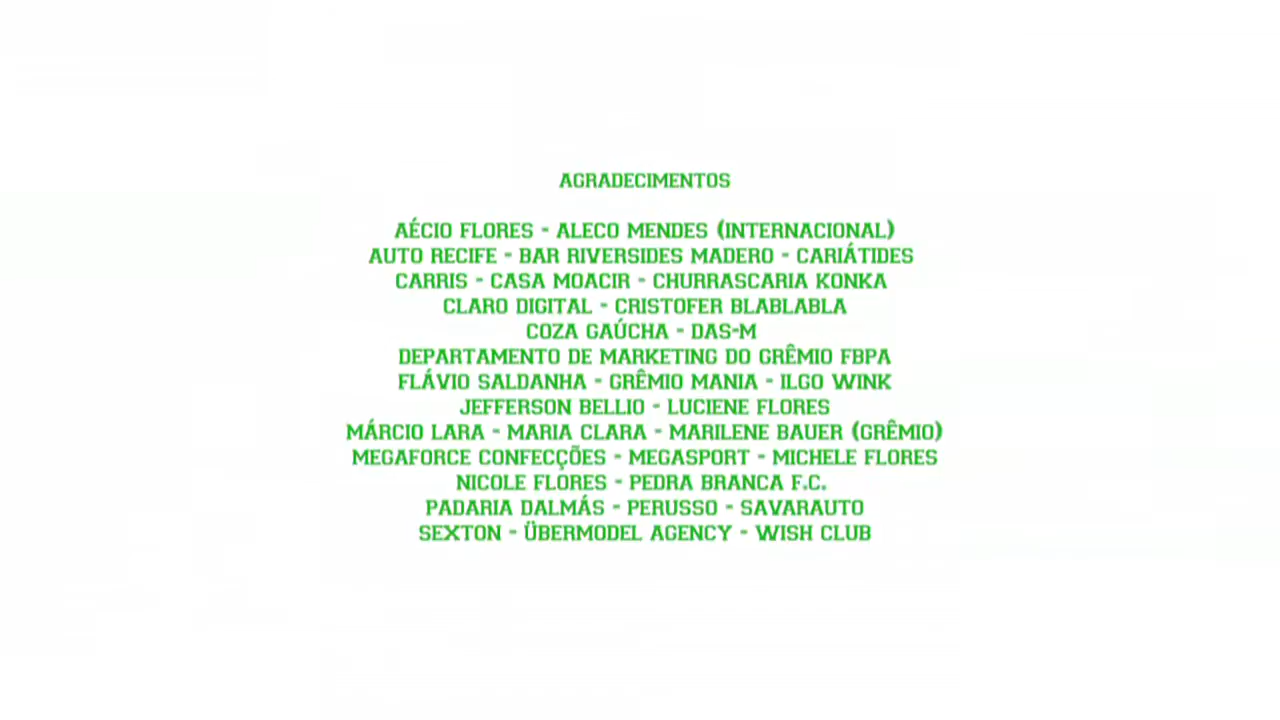 AGRADECIMENTOS
AÉCIO FLORES - ALECO MENDES (INTERNACIONAL)
AUTO RECIFE - BAR RIVERSIDES MADERO - CARIÁTIDES
CARRIS - CASA MOACIR - CHURRASCARIA KONKA
CLARO DIGITAL - CRISTOFER BLABLABLA
COZA GAÚCHA - DAS-M
DEPARTAMENTO DE MARKETING DO GRÊMIO FBPA
FLÁVIO SALDANHA - GRÊMIO MANIA - ILGO WINK
JEFFERSON BELLIO - LUCIENE FLORES
MÁRCIO LARA - MARIA CLARA - MARILENE BAUER (GRÊMIO)
MEGAFORCE CONFECÇÕES - MEGASPORT - MICHELE FLORES
NICOLE FLORES - PEDRA BRANCA F.C.
PADARIA DALMÁS - PERUSSO - SAVARAUTO
SEXTON - ÜBERMODEL AGENCY - WISH CLUB